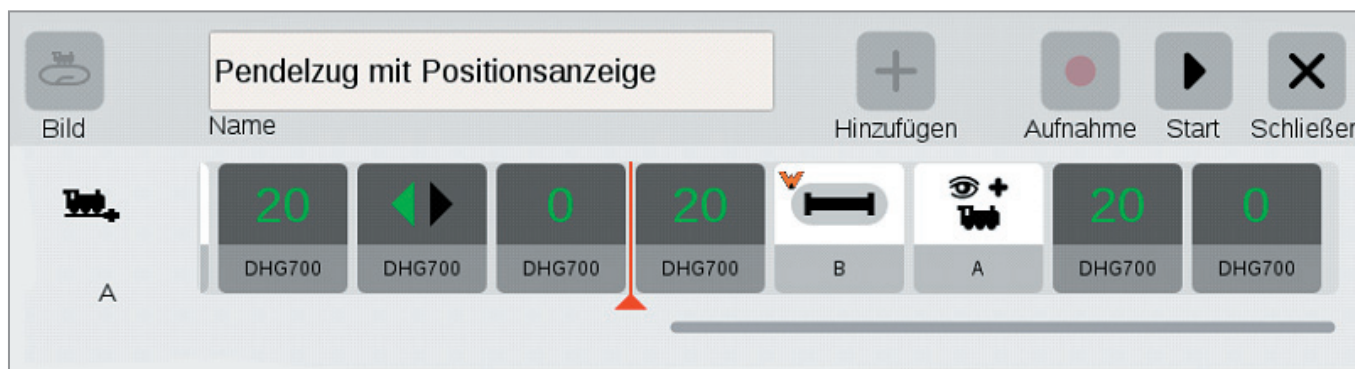 Pendelzug mit Positionsanzeige
Bild Name Hinzufügen Aufnahme Start Schließen
20 0 20 20 0
DHG700 DHG700 DHG700 DHG700 B A DHG700 DHG700
A